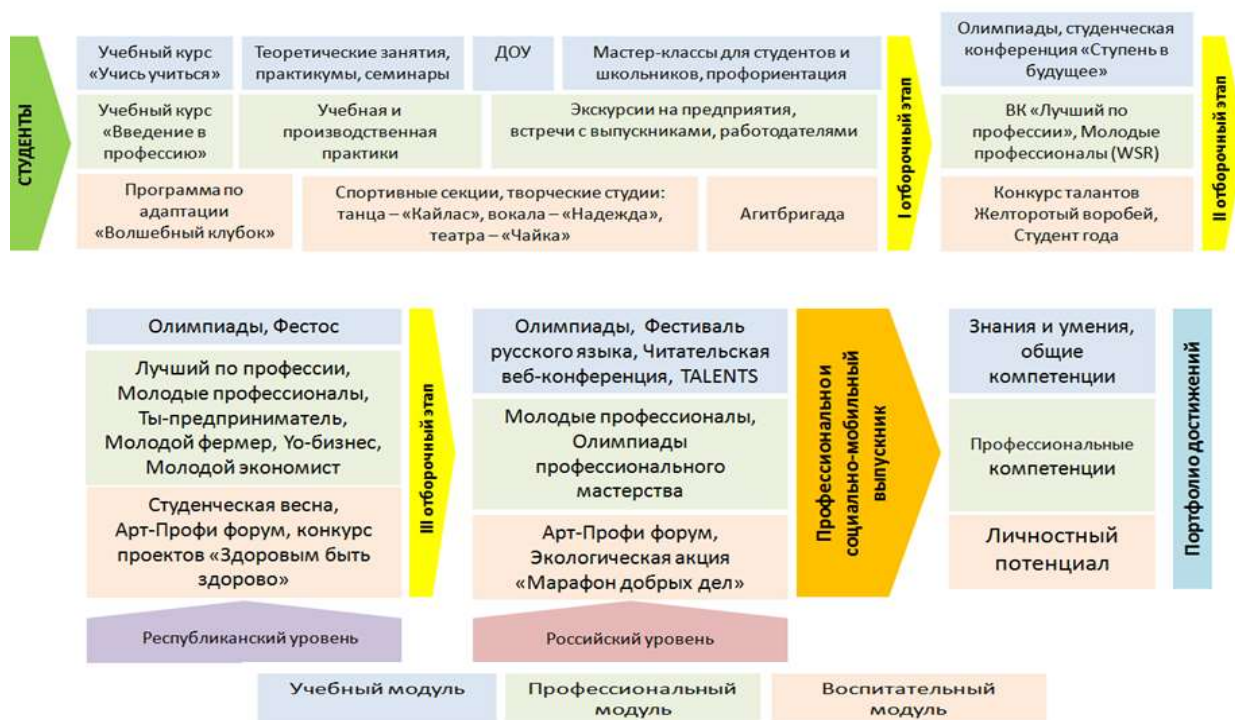 СТУДЕНТЫ
Учебный курс
«Учись учиться»
Теоретические занятия,
практикумы, семинары
ДОУ
Мастер-классы для студентов и
школьников, профориентация
Учебный курс
«Введение в
профессию»
Учебная и
производственная
практики
Экскурсии на предприятия,
встречи с выпускниками, работодателями
Программа по
адаптации
«Волшебный клубок»
Спортивные секции, творческие студии:
танца – «Кайлас», вокала – «Надежда»,
театра – «Чайка»
Агитбригада
I отборочный этап
Олимпиады, студенческая
конференция «Ступень в
будущее»
ВК «Лучший по
профессии», Молодые
профессионалы (WSR)
Конкурс талантов
Желторотый воробей,
Студент года
II отборочный этап
Олимпиады, Фестос
Лучший по профессии,
Молодые профессионалы,
Ты-предприниматель,
Молодой фермер, Yo-бизнес,
Молодой экономист
Студенческая весна,
Арт-Профи форум, конкурс
проектов «Здоровым быть
здорово»
Республиканский уровень
III отборочный этап
Олимпиады, Фестиваль
русского языка, Читательская
веб-конференция, TALENTS
Молодые профессионалы,
Олимпиады
профессионального
мастерства
Арт-Профи форум,
Экологическая акция
«Марафон добрых дел»
Российский уровень
Профессионально и
социально-мобильный
выпускник
Знания и умения,
общие
компетенции
Профессиональные
компетенции
Личностный
потенциал
Портфолио достижений
Учебный модуль
Профессиональный
модуль
Воспитательный
модуль